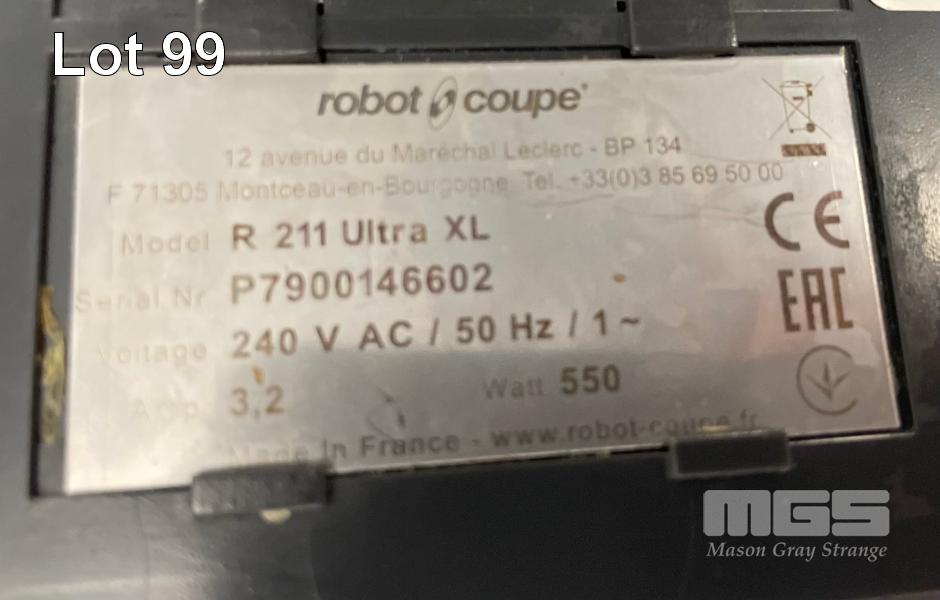 Lot 99
robot coupe®
12 avenue du Maréchal Leclerc - BP 134
F 71305 Montceau-en-Bourgogne Tel. +33(0)3 85 69 50 00
Model R 211 Ultra XL
Serial Nr P7900146602
Voltage 240 V AC / 50 Hz / 1 ~
Amp 3,2 Watt 550
Made In France - www.robot-coupe.fr
CE
EAC
MGS
Mason Gray Strange